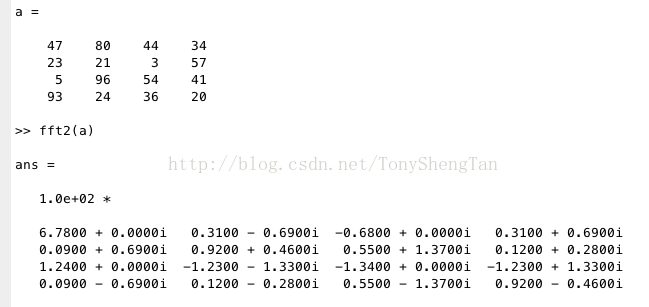 a =
47 80 44 34
23 21 3 57
5 96 54 41
93 24 36 20
>> fft2(a)
ans =
http://blog.csdn.net/TonyShengTan
1.0e+02 *
6.7800 + 0.0000i 0.3100 - 0.6900i -0.6800 + 0.0000i 0.3100 + 0.6900i
0.0900 + 0.6900i 0.9200 + 0.4600i 0.5500 + 1.3700i 0.1200 + 0.2800i
1.2400 + 0.0000i -1.2300 - 1.3300i -1.3400 + 0.0000i -1.2300 + 1.3300i
0.0900 - 0.6900i 0.1200 - 0.2800i 0.5500 - 1.3700i 0.9200 - 0.4600i